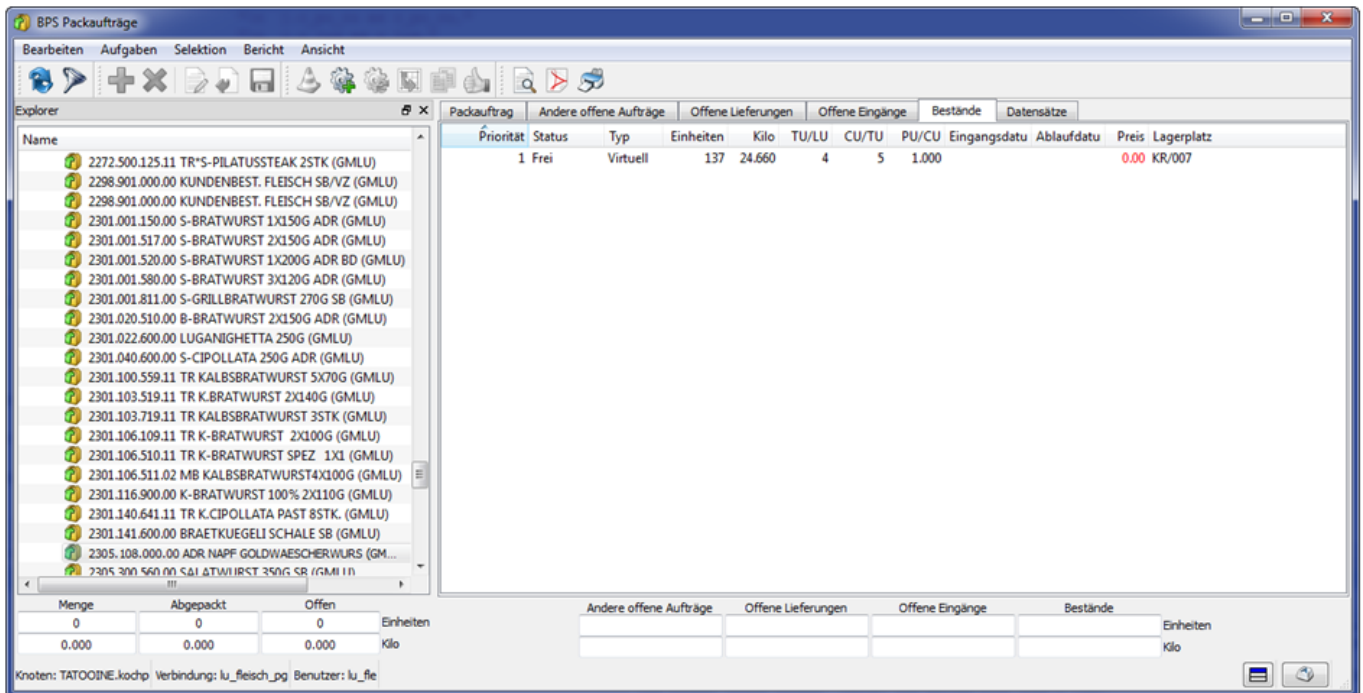 BPS Packaufträge
Bearbeiten Aufgaben Selektion Bericht Ansicht
Explorer
Name
2272.500.125.11 TR*S-PILATUSSTEAK 2STK (GMLU)
2298.901.000.00 KUNDENBEST. FLEISCH SB/VZ (GMLU)
2298.901.000.00 KUNDENBEST. FLEISCH SB/VZ (GMLU)
2301.001.150.00 S-BRATWURST 1X150G ADR (GMLU)
2301.001.517.00 S-BRATWURST 2X150G ADR (GMLU)
2301.001.520.00 S-BRATWURST 1X200G ADR BD (GMLU)
2301.001.580.00 S-BRATWURST 3X120G ADR (GMLU)
2301.001.811.00 S-GRILLBRATWURST 270G SB (GMLU)
2301.020.510.00 B-BRATWURST 2X150G ADR (GMLU)
2301.022.600.00 LUGANIGHETTA 250G (GMLU)
2301.040.600.00 S-CIPOLLATA 250G ADR (GMLU)
2301.100.559.11 TR KALBSBRATWURST 5X70G (GMLU)
2301.103.519.11 TR K.BRATWURST 2X140G (GMLU)
2301.103.719.11 TR KALBSBRATWURST 3STK (GMLU)
2301.106.109.11 TR K-BRATWURST 2X100G (GMLU)
2301.106.510.11 TR K-BRATWURST SPEZ 1X1 (GMLU)
2301.106.511.02 MB KALBSBRATWURST4X100G (GMLU)
2301.116.900.00 K-BRATWURST 100% 2X110G (GMLU)
2301.140.641.11 TR K.CIPOLLATA PAST 8STK. (GMLU)
2301.141.600.00 BRAETKUEGELI SCHALE SB (GMLU)
2305.108.000.00 ADR NAPF GOLDWAESCHERWURS (GM...
2305.300.560.00 SALATWURST 350G SB (GMLU)
Packauftrag Andere offene Aufträge Offene Lieferungen Offene Eingänge Bestände Datensätze
Priorität Status Typ Einheiten Kilo TU/LU CU/TU PU/CU Eingangsdatu Ablaufdatu Preis Lagerplatz
1 Frei Virtuell 137 24.660 4 5 1.000 0.00 KR/007
Menge Abgepackt Offen
0 0 0 Einheiten
0.000 0.000 0.000 Kilo
Andere offene Aufträge Offene Lieferungen Offene Eingänge Bestände
Einheiten
Kilo
Knoten: TATOOINE.kochp Verbindung: lu_fleisch_pg Benutzer: lu_fle